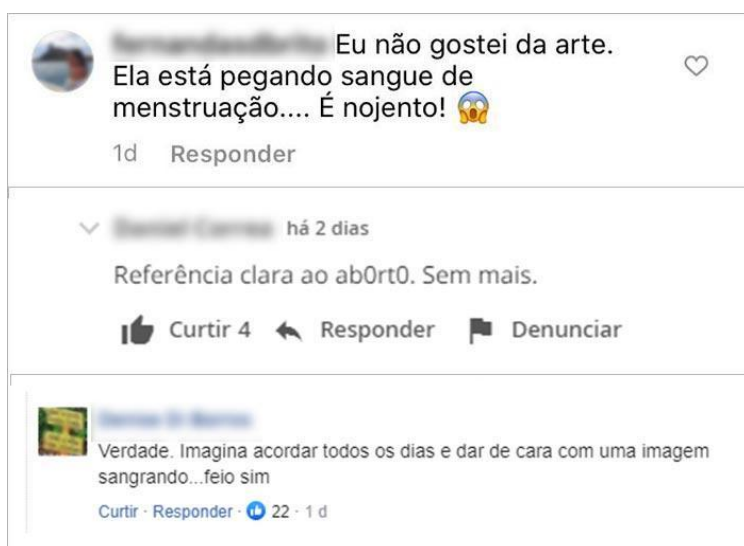 Eu não gostei da arte.
Ela está pegando sangue de
menstruação.... É nojento! 😱
1d Responder
há 2 dias
Referência clara ao ab0rt0. Sem mais.
Curtir 4 Responder Denunciar
Verdade. Imagina acordar todos os dias e dar de cara com uma imagem
sangrando...feio sim
Curtir · Responder · 22 · 1 d